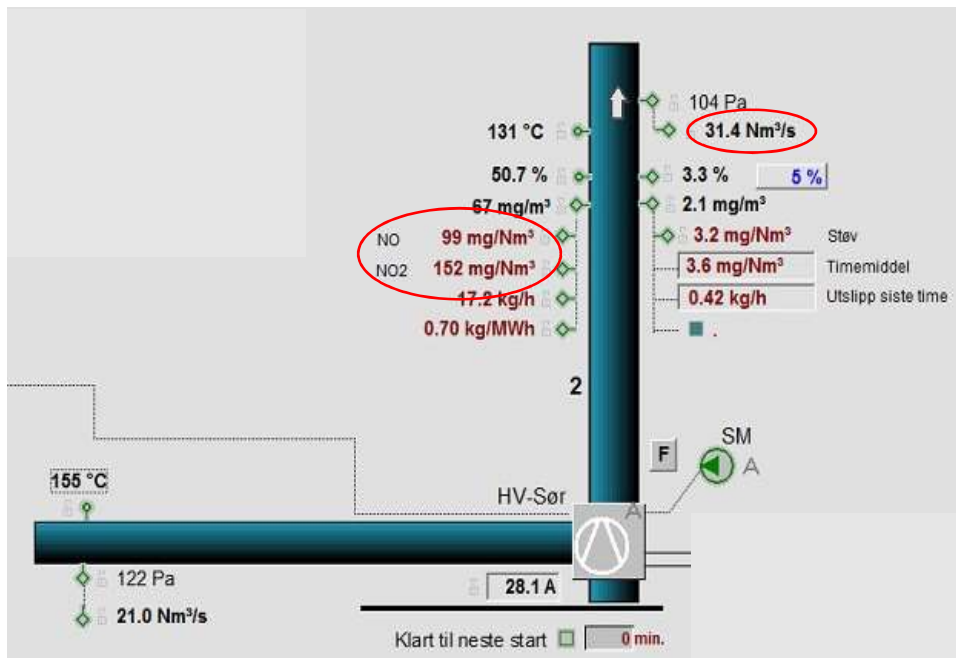 104 Pa
131 °C
31.4 Nm³/s
50.7 %
3.3 %
5 %
67 mg/m³
2.1 mg/m³
NO 99 mg/Nm³
3.2 mg/Nm³ Støv
NO2 152 mg/Nm³
3.6 mg/Nm³ Timemiddel
17.2 kg/h
0.42 kg/h Utslipp siste time
0.70 kg/MWh
.
2
SM
F
A
155 °C
HV-Sør
A
122 Pa
28.1 A
21.0 Nm³/s
Klart til neste start 0 min.